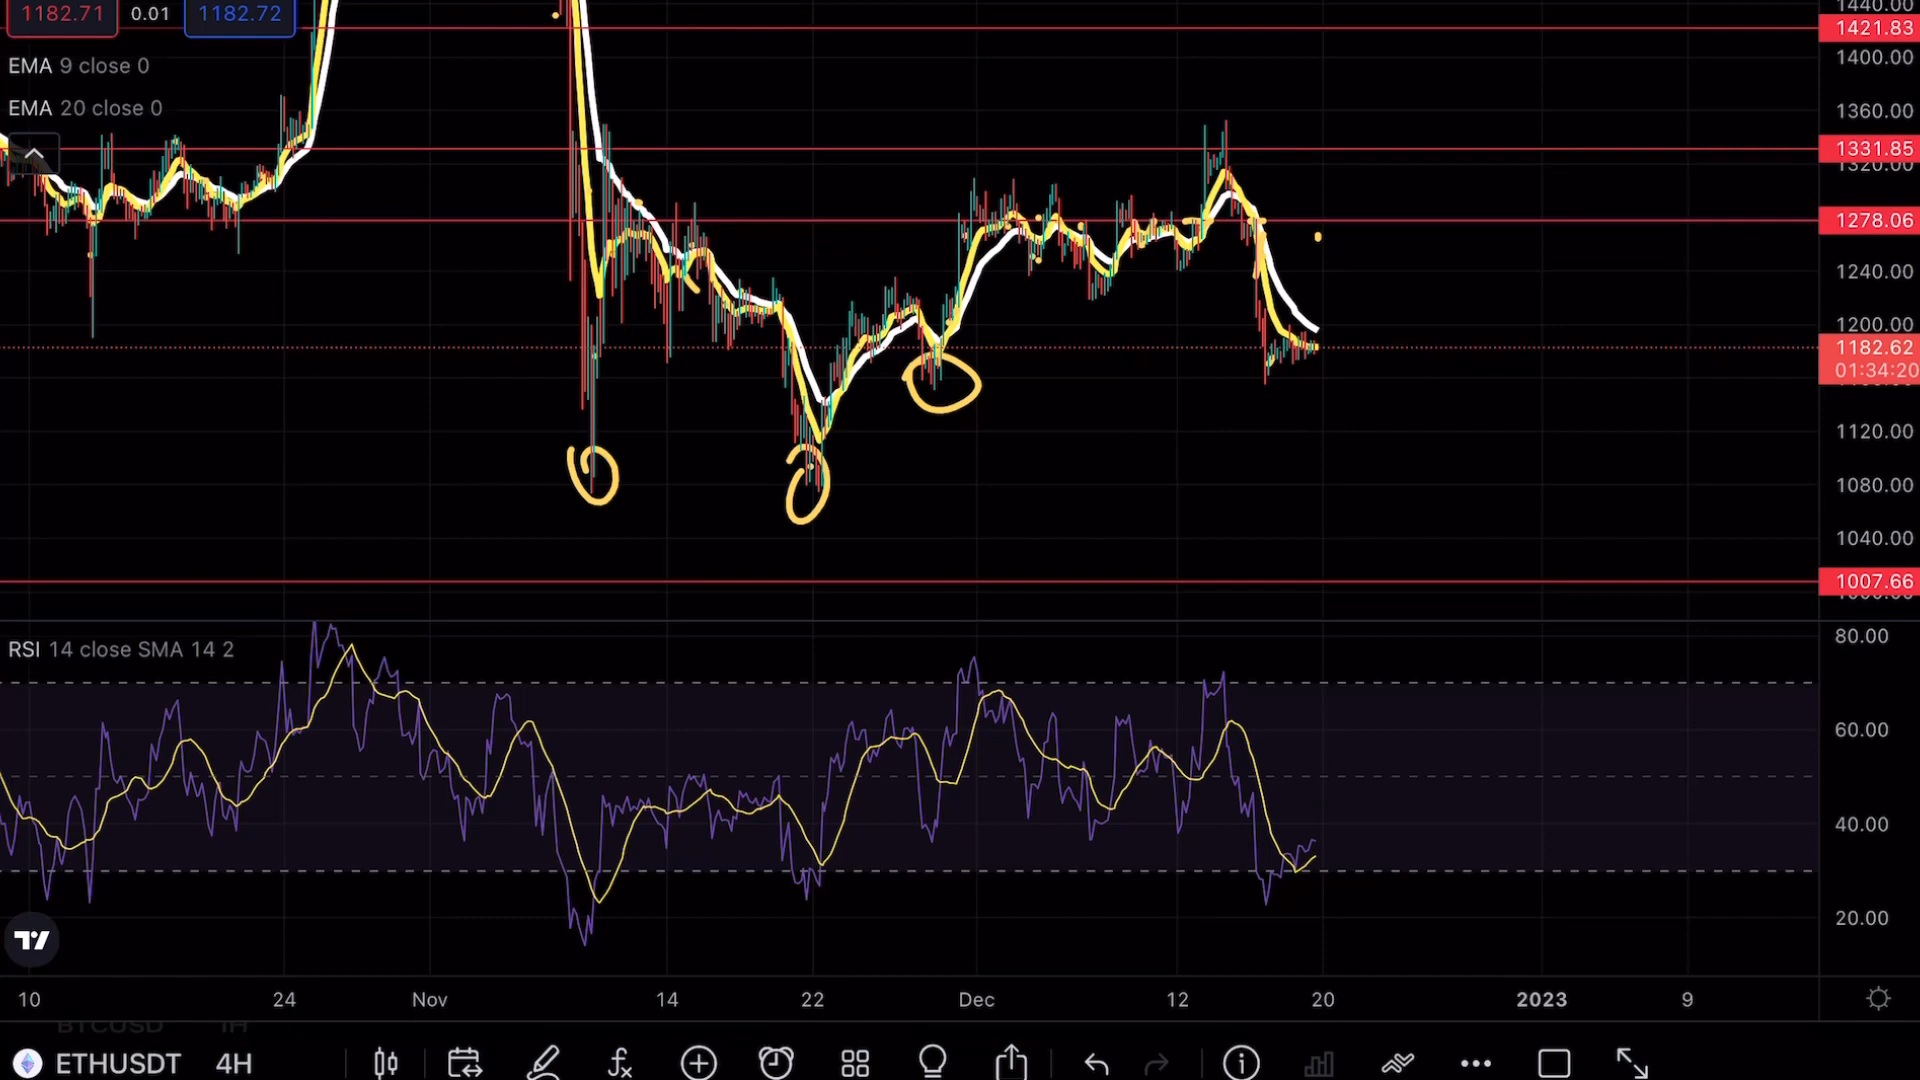 1182.71 0.01 1182.72
EMA 9 close 0
EMA 20 close 0
1440.00
1421.83
1400.00
1360.00
1331.85
1320.00
1278.06
1240.00
1200.00
1182.62
01:34:20
1120.00
1080.00
1040.00
1007.66
RSI 14 close SMA 14 2
80.00
60.00
40.00
20.00
10 24 Nov 14 22 Dec 12 20 2023 9
BTCUSD 1H
ETHUSDT 4H